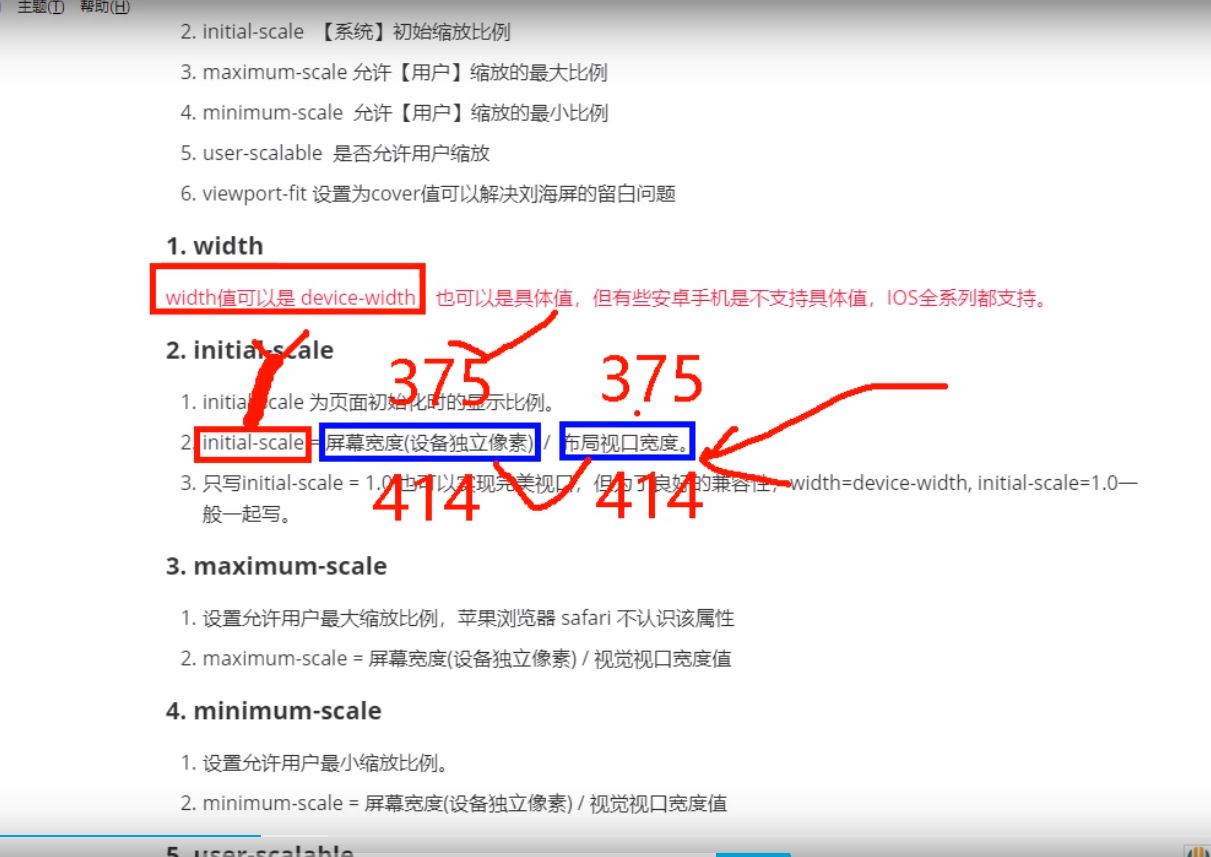 主题(T) 帮助(H)
2. initial-scale 【系统】初始缩放比例
3. maximum-scale 允许【用户】缩放的最大比例
4. minimum-scale 允许【用户】缩放的最小比例
5. user-scalable 是否允许用户缩放
6. viewport-fit 设置为cover值可以解决刘海屏的留白问题
1. width
width值可以是 device-width ，也可以是具体值，但有些安卓手机是不支持具体值，IOS全系列都支持。
2. initial-scale
375 375
1. initial-scale 为页面初始化时的显示比例。
2. initial-scale = 屏幕宽度(设备独立像素) / 布局视口宽度。
3. 只写initial-scale = 1.0 也可以实现完美视口，但为了良好的兼容性，width=device-width, initial-scale=1.0一
414 414
般一起写。
3. maximum-scale
1. 设置允许用户最大缩放比例，苹果浏览器 safari 不认识该属性
2. maximum-scale = 屏幕宽度(设备独立像素) / 视觉视口宽度值
4. minimum-scale
1. 设置允许用户最小缩放比例。
2. minimum-scale = 屏幕宽度(设备独立像素) / 视觉视口宽度值
5. user-scalable